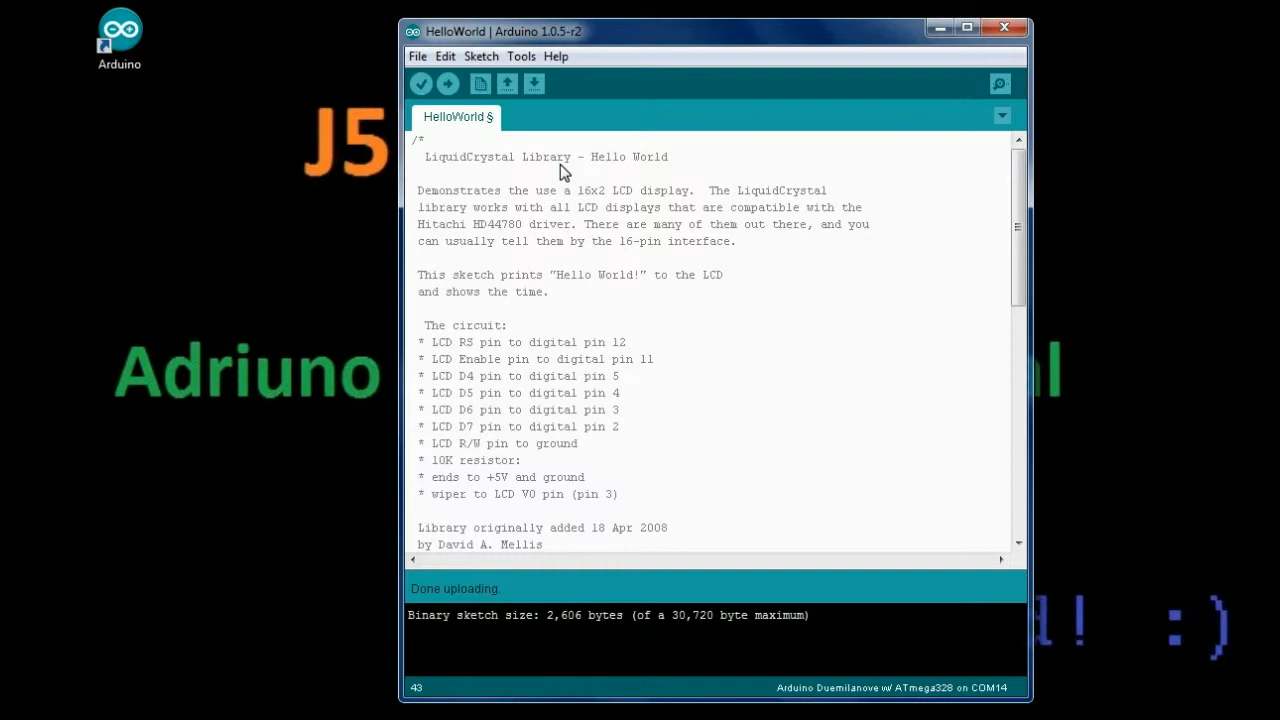 Arduino
J5
Adriuno
al
d! :)
HelloWorld | Arduino 1.0.5-r2
File Edit Sketch Tools Help
HelloWorld §
/*
LiquidCrystal Library - Hello World
Demonstrates the use a 16x2 LCD display.  The LiquidCrystal
library works with all LCD displays that are compatible with the
Hitachi HD44780 driver. There are many of them out there, and you
can usually tell them by the 16-pin interface.
This sketch prints "Hello World!" to the LCD
and shows the time.
The circuit:
* LCD RS pin to digital pin 12
* LCD Enable pin to digital pin 11
* LCD D4 pin to digital pin 5
* LCD D5 pin to digital pin 4
* LCD D6 pin to digital pin 3
* LCD D7 pin to digital pin 2
* LCD R/W pin to ground
* 10K resistor:
* ends to +5V and ground
* wiper to LCD VO pin (pin 3)
Library originally added 18 Apr 2008
by David A. Mellis
Done uploading.
Binary sketch size: 2,606 bytes (of a 30,720 byte maximum)
43
Arduino Duemilanove w/ ATmega328 on COM14